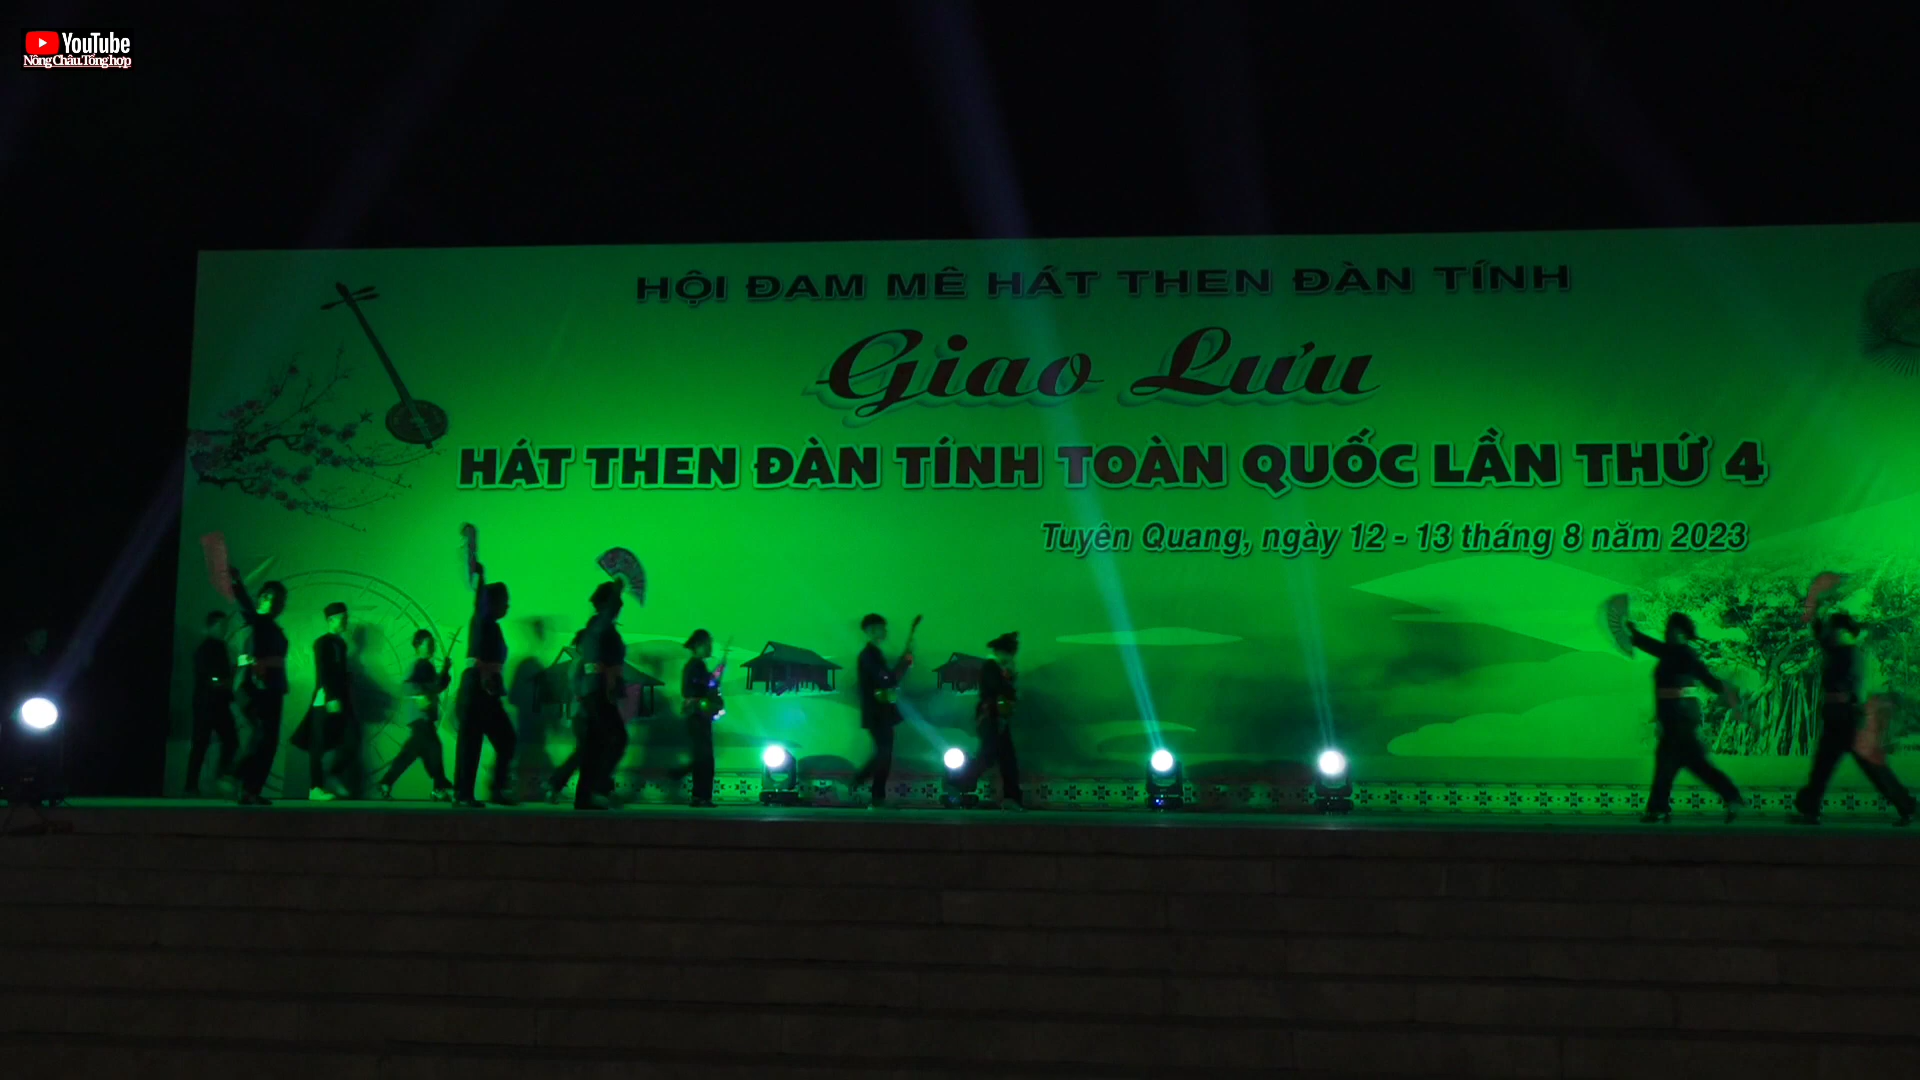 YouTube
Nông Châu.Tổng hợp
HỘI ĐAM MÊ HÁT THEN ĐÀN TÍNH
Giao Lưu
HÁT THEN ĐÀN TÍNH TOÀN QUỐC LẦN THỨ 4
Tuyên Quang, ngày 12 - 13 tháng 8 năm 2023